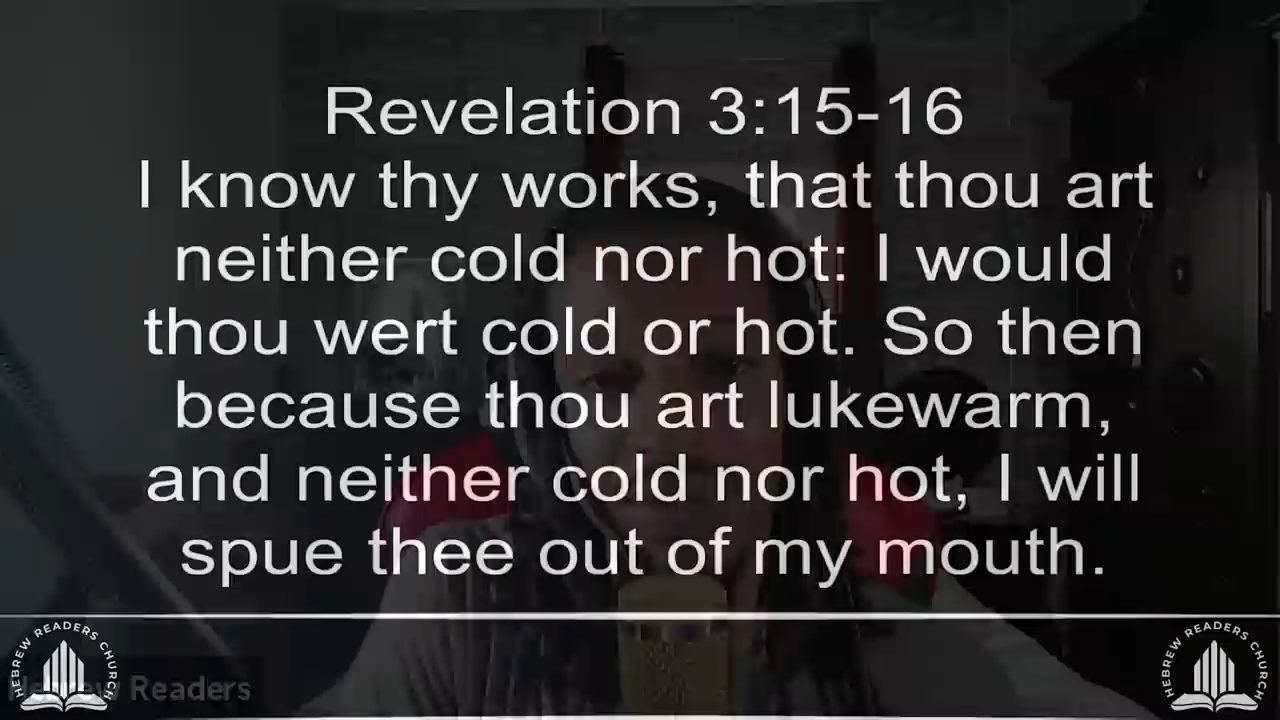 Revelation 3:15-16
I know thy works, that thou art
neither cold nor hot: I would
thou wert cold or hot. So then
because thou art lukewarm,
and neither cold nor hot, I will
spue thee out of my mouth.
HEBREW READERS CHURCH
Hebrew Readers
HEBREW READERS CHURCH